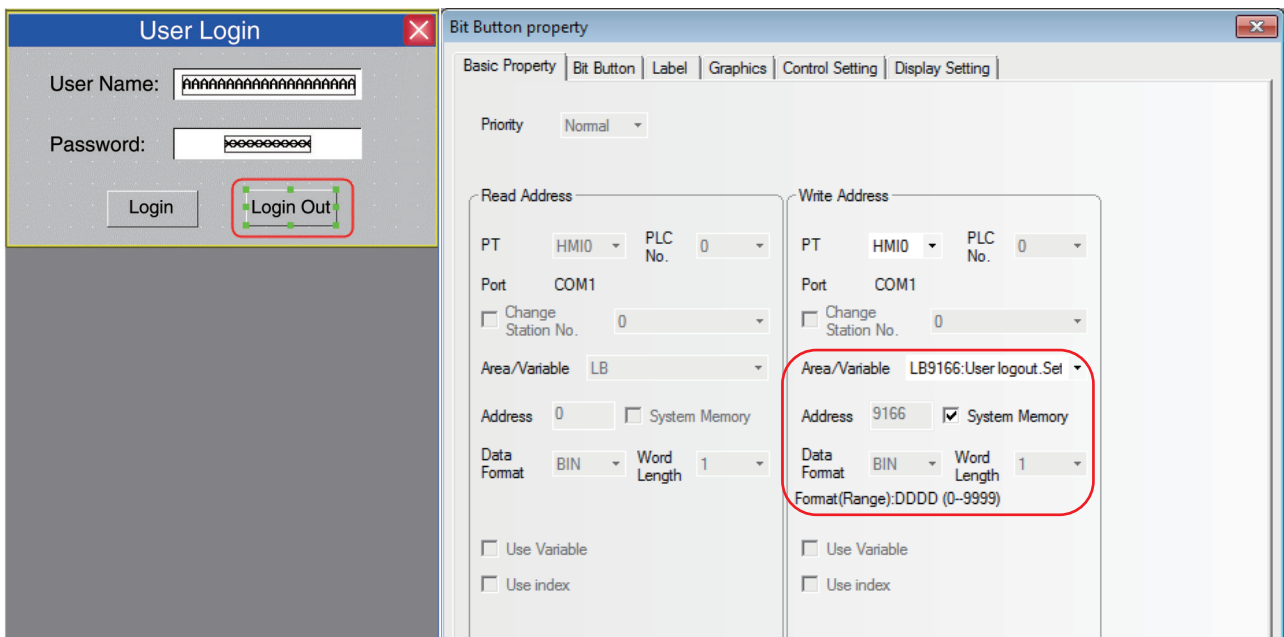 User Login
User Name: AAAAAAAAAAAAAAAAAAAA
Password:
Login
Login Out
Bit Button property
Basic Property Bit Button Label Graphics Control Setting Display Setting
Priority Normal
Read Address
PT HMI0 PLC No. 0
Port COM1
Change Station No. 0
Area/Variable LB
Address 0 System Memory
Data Format BIN Word Length 1
Use Variable
Use index
Write Address
PT HMI0 PLC No. 0
Port COM1
Change Station No. 0
Area/Variable LB9166:User logout.Set
Address 9166 System Memory
Data Format BIN Word Length 1
Format(Range):DDDD (0--9999)
Use Variable
Use index